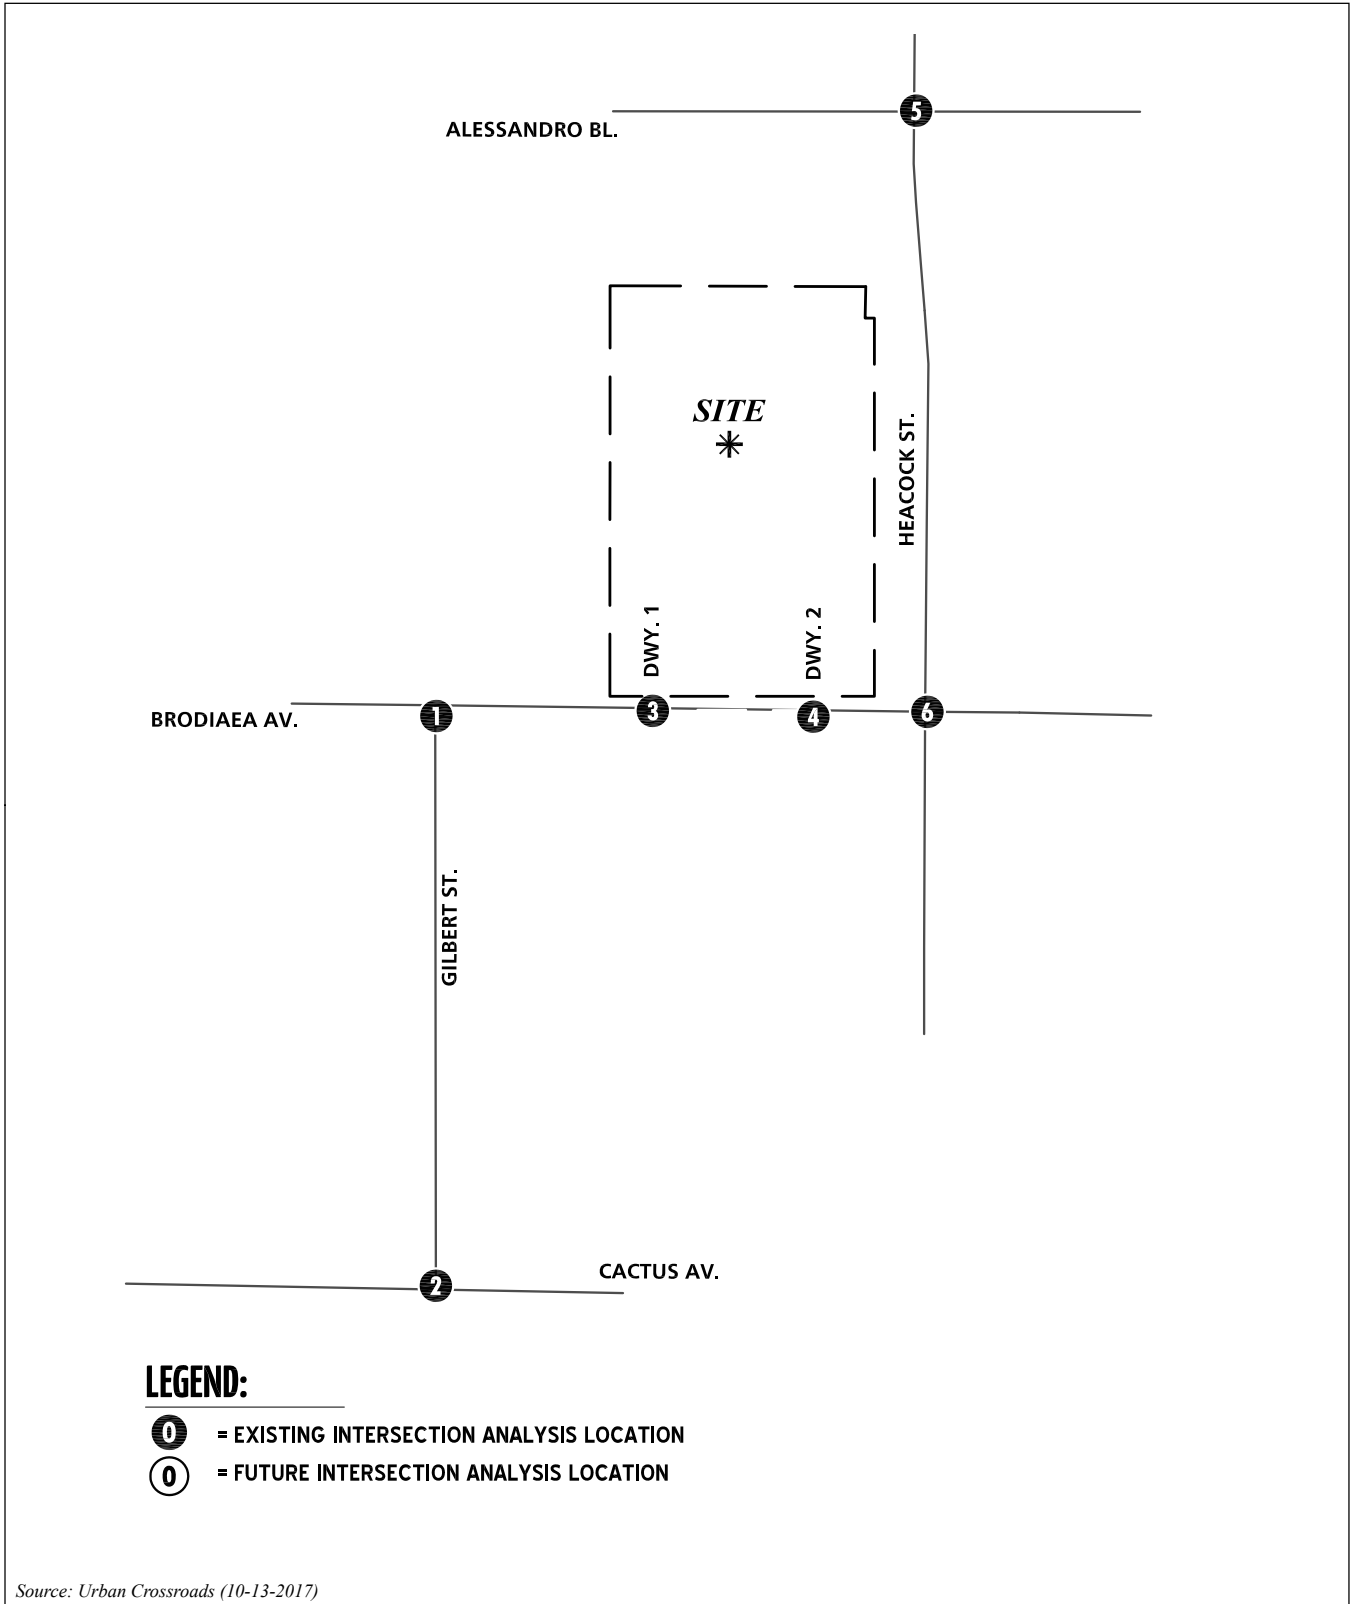 5
ALESSANDRO BL.
SITE
HEACOCK ST.
DWY. 1
DWY. 2
BRODIAEA AV.
1
3
4
6
GILBERT ST.
CACTUS AV.
2
LEGEND:
0 = EXISTING INTERSECTION ANALYSIS LOCATION
0 = FUTURE INTERSECTION ANALYSIS LOCATION
Source: Urban Crossroads (10-13-2017)